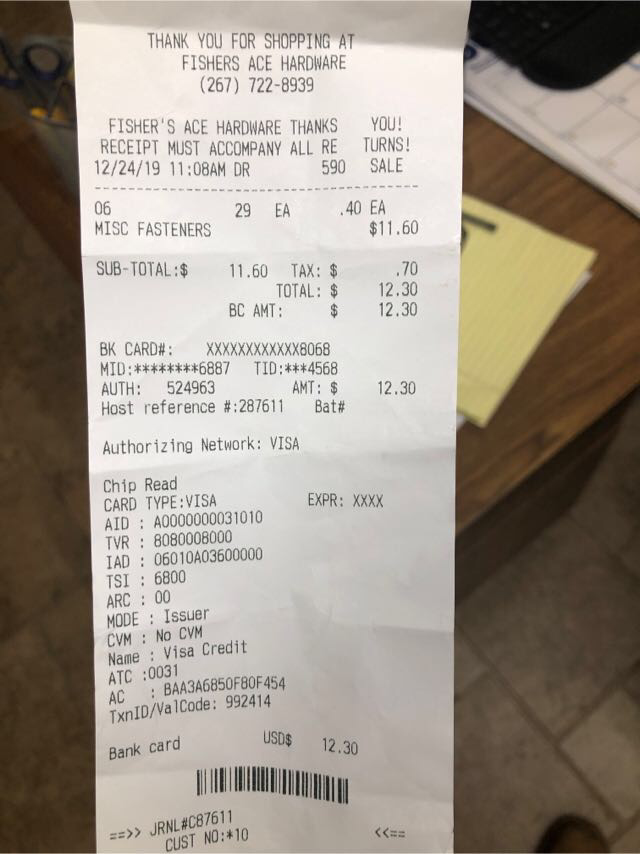 THANK YOU FOR SHOPPING AT
FISHERS ACE HARDWARE
(267) 722-8939
FISHER'S ACE HARDWARE THANKS YOU!
RECEIPT MUST ACCOMPANY ALL RE TURNS!
12/24/19 11:08AM DR 590 SALE
06 29 EA .40 EA
MISC FASTENERS $11.60
SUB-TOTAL:$ 11.60 TAX: $ .70
TOTAL: $ 12.30
BC AMT: $ 12.30
BK CARD#: XXXXXXXXXXXX8068
MID:********6887 TID:***4568
AUTH: 524963 AMT: $ 12.30
Host reference #:287611 Bat#
Authorizing Network: VISA
Chip Read
CARD TYPE:VISA EXPR: XXXX
AID : A0000000031010
TVR : 8080008000
IAD : 06010A03600000
TSI : 6800
ARC : 00
MODE : Issuer
CVM : No CVM
Name : Visa Credit
ATC :0031
AC : BAA3A6850F80F454
TxnID/ValCode: 992414
Bank card USD$ 12.30
==>> JRNL#C87611 <<==
CUST NO:*10